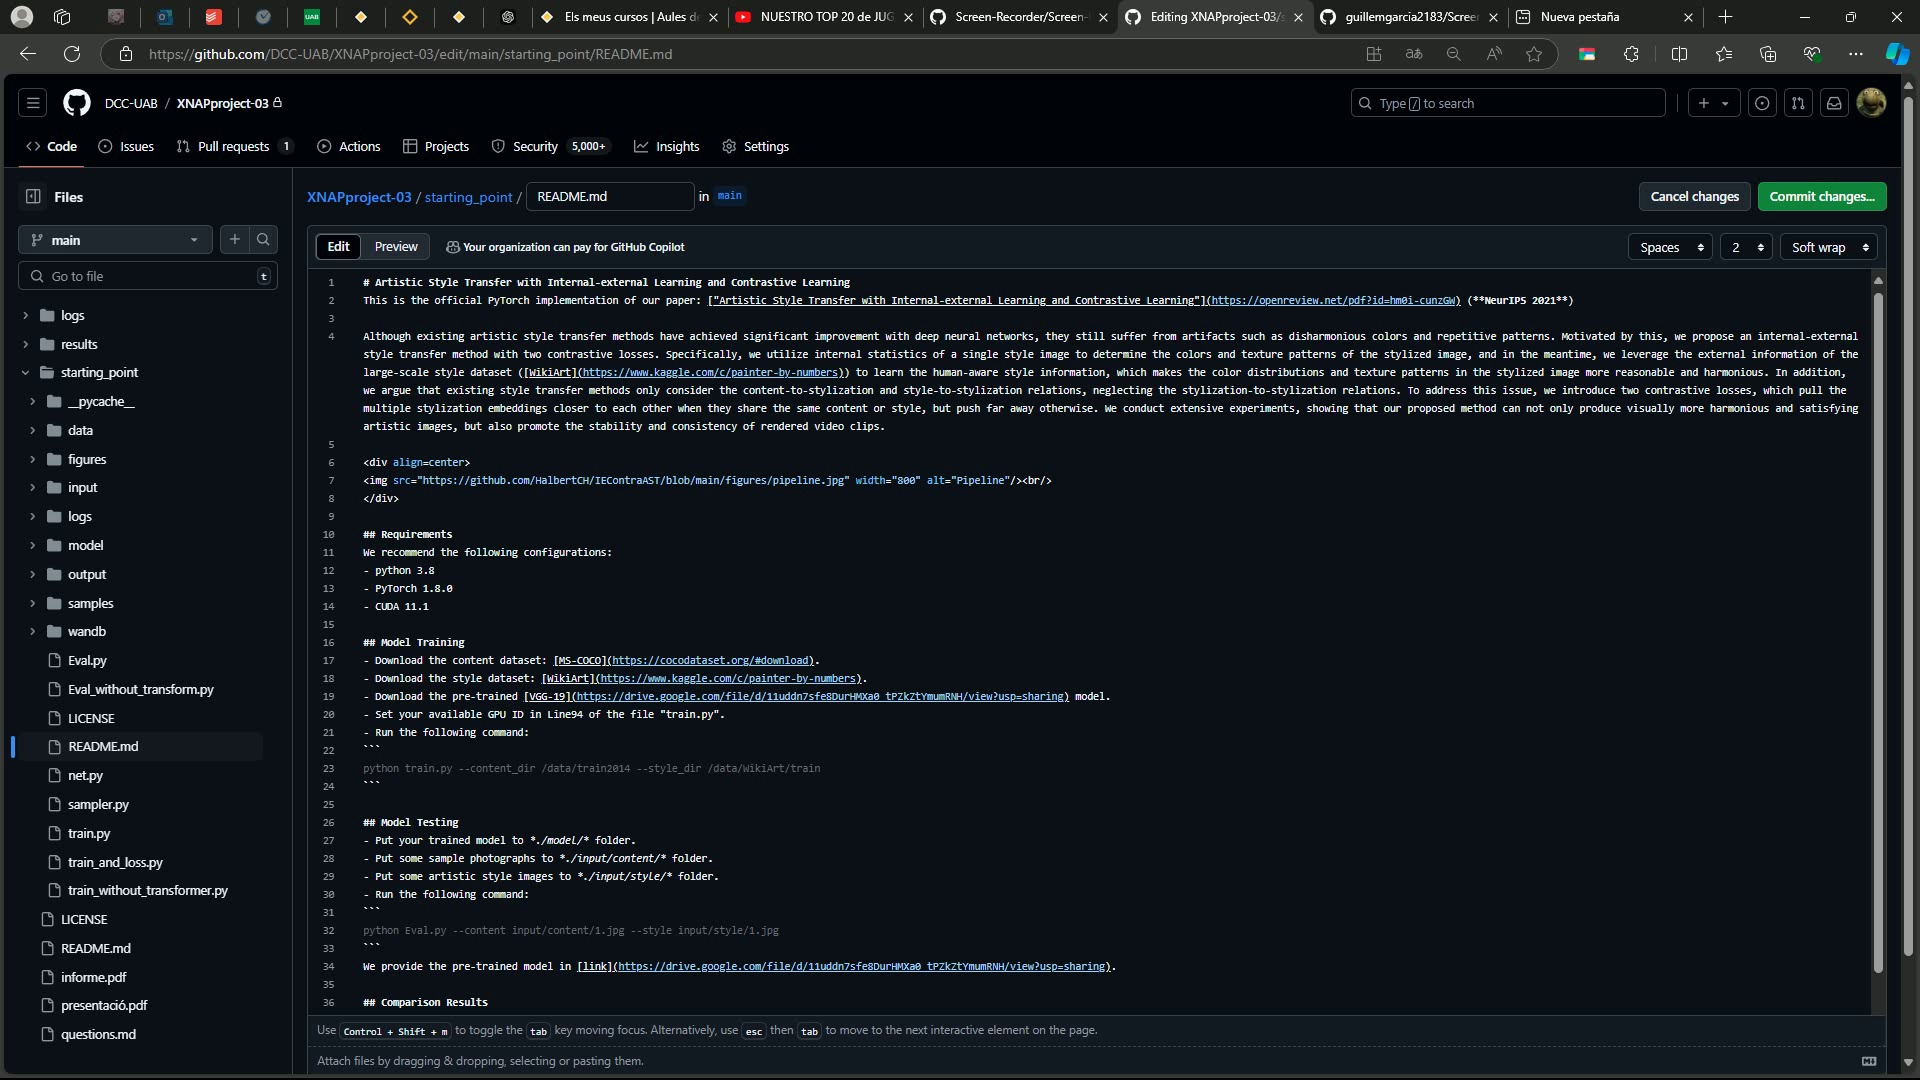 Els meus cursos | Aules d
NUESTRO TOP 20 de JUG
Screen-Recorder/Screen-
Editing XNAPproject-03/s
guillemgarcia2183/Scree
Nueva pestaña
https://github.com/DCC-UAB/XNAPproject-03/edit/main/starting_point/README.md
DCC-UAB / XNAPproject-03
Type / to search
Code
Issues
Pull requests 1
Actions
Projects
Security 5,000+
Insights
Settings
Files
XNAPproject-03 / starting_point / README.md in main
Cancel changes
Commit changes...
main
Go to file t
Edit
Preview
Your organization can pay for GitHub Copilot
Spaces
2
Soft wrap
logs
results
starting_point
__pycache__
data
figures
input
logs
model
output
samples
wandb
Eval.py
Eval_without_transform.py
LICENSE
README.md
net.py
sampler.py
train.py
train_and_loss.py
train_without_transformer.py
LICENSE
README.md
informe.pdf
presentació.pdf
questions.md
1 # Artistic Style Transfer with Internal-external Learning and Contrastive Learning
2 This is the official PyTorch implementation of our paper: ["Artistic Style Transfer with Internal-external Learning and Contrastive Learning"](https://openreview.net/pdf?id=hm0i-cunzGW) (**NeurIPS 2021**)
3
4 Although existing artistic style transfer methods have achieved significant improvement with deep neural networks, they still suffer from artifacts such as disharmonious colors and repetitive patterns. Motivated by this, we propose an internal-external
style transfer method with two contrastive losses. Specifically, we utilize internal statistics of a single style image to determine the colors and texture patterns of the stylized image, and in the meantime, we leverage the external information of the
large-scale style dataset ([WikiArt](https://www.kaggle.com/c/painter-by-numbers)) to learn the human-aware style information, which makes the color distributions and texture patterns in the stylized image more reasonable and harmonious. In addition,
we argue that existing style transfer methods only consider the content-to-stylization and style-to-stylization relations, neglecting the stylization-to-stylization relations. To address this issue, we introduce two contrastive losses, which pull the
multiple stylization embeddings closer to each other when they share the same content or style, but push far away otherwise. We conduct extensive experiments, showing that our proposed method can not only produce visually more harmonious and satisfying
artistic images, but also promote the stability and consistency of rendered video clips.
5
6 <div align=center>
7 <img src="https://github.com/HalbertCH/IEContraAST/blob/main/figures/pipeline.jpg" width="800" alt="Pipeline"/><br/>
8 </div>
9
10 ## Requirements
11 We recommend the following configurations:
12 - python 3.8
13 - PyTorch 1.8.0
14 - CUDA 11.1
15
16 ## Model Training
17 - Download the content dataset: [MS-COCO](https://cocodataset.org/#download).
18 - Download the style dataset: [WikiArt](https://www.kaggle.com/c/painter-by-numbers).
19 - Download the pre-trained [VGG-19](https://drive.google.com/file/d/11uddn7sfe8DurHMXa0_tPZkZtYmumRNH/view?usp=sharing) model.
20 - Set your available GPU ID in Line94 of the file "train.py".
21 - Run the following command:
22 ```
23 python train.py --content_dir /data/train2014 --style_dir /data/WikiArt/train
24 ```
25
26 ## Model Testing
27 - Put your trained model to *./model/* folder.
28 - Put some sample photographs to *./input/content/* folder.
29 - Put some artistic style images to *./input/style/* folder.
30 - Run the following command:
31 ```
32 python Eval.py --content input/content/1.jpg --style input/style/1.jpg
33 ```
34 We provide the pre-trained model in [link](https://drive.google.com/file/d/11uddn7sfe8DurHMXa0_tPZkZtYmumRNH/view?usp=sharing).
35
36 ## Comparison Results
Use Control + Shift + m to toggle the tab key moving focus. Alternatively, use esc then tab to move to the next interactive element on the page.
Attach files by dragging & dropping, selecting or pasting them.